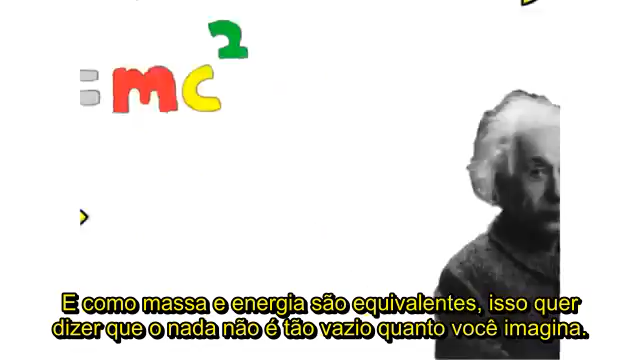 =mc²
E como massa e energia são equivalentes, isso quer
dizer que o nada não é tão vazio quanto você imagina.